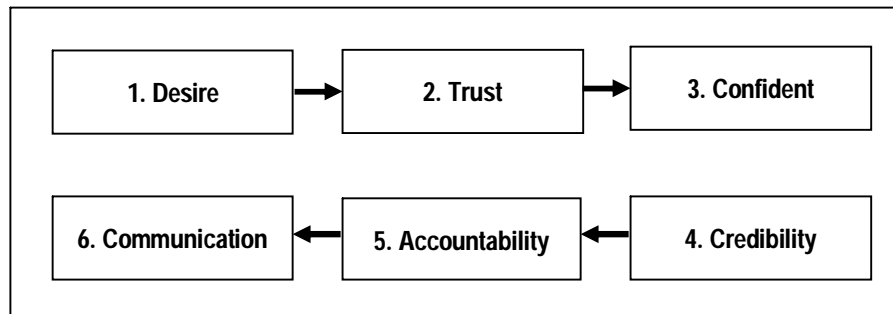 1. Desire
2. Trust
3. Confident
4. Credibility
5. Accountability
6. Communication